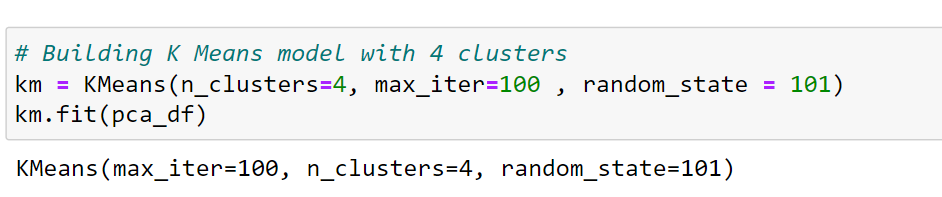 # Building K Means model with 4 clusters
km = KMeans(n_clusters=4, max_iter=100 , random_state = 101)
km.fit(pca_df)
KMeans(max_iter=100, n_clusters=4, random_state=101)